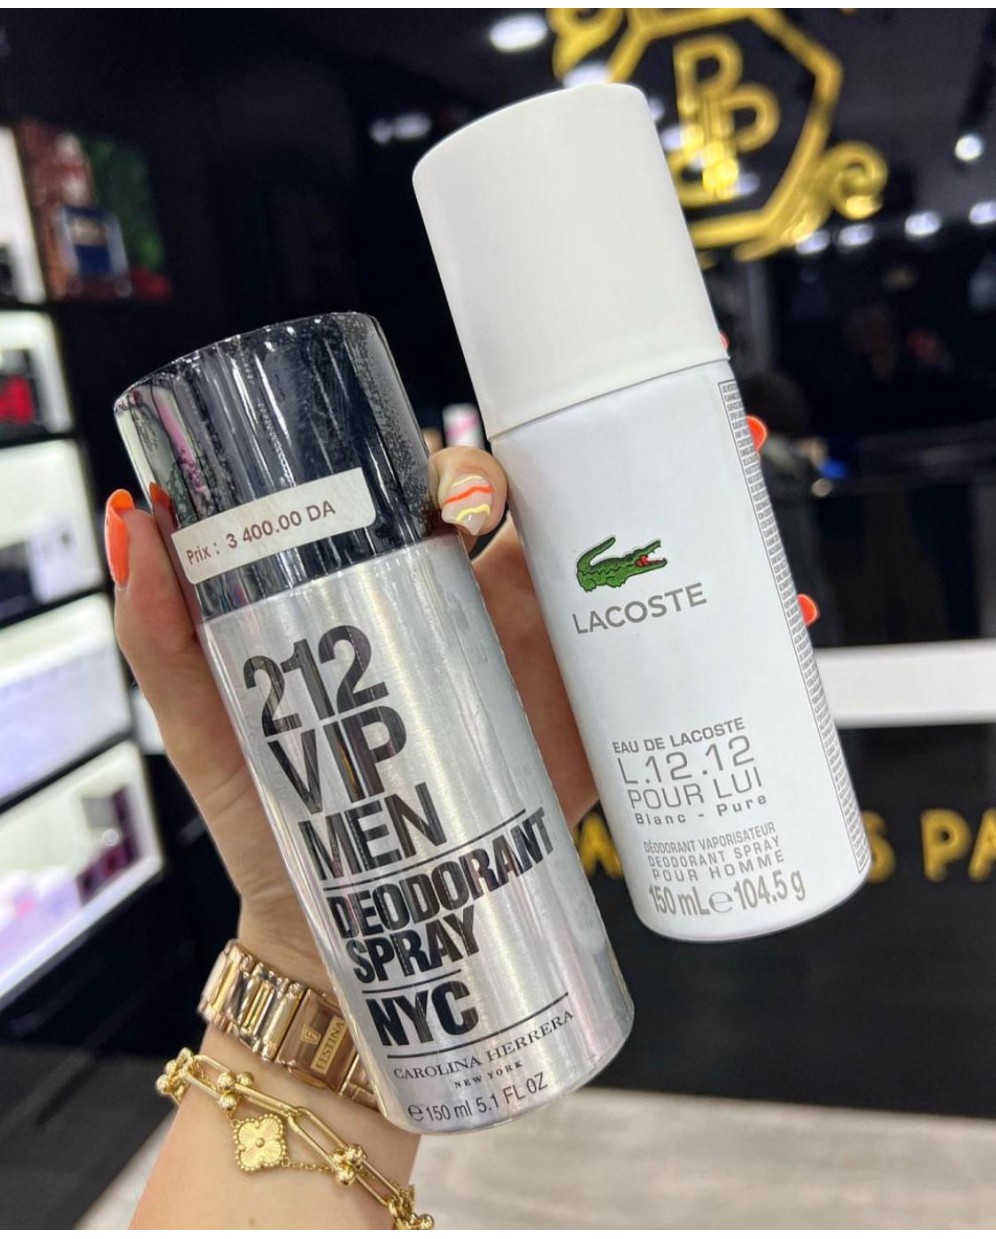 Prix : 3 400.00 DA
212
VIP
MEN
DEODORANT
SPRAY
NYC
CAROLINA HERRERA
NEW YORK
℮150 ml 5.1 FL OZ
LACOSTE
EAU DE LACOSTE
L.12.12
POUR LUI
Blanc - Pure
DÉODORANT VAPORISATEUR
DEODORANT SPRAY
POUR HOMME
150 mL℮104.5 g
FESTINA